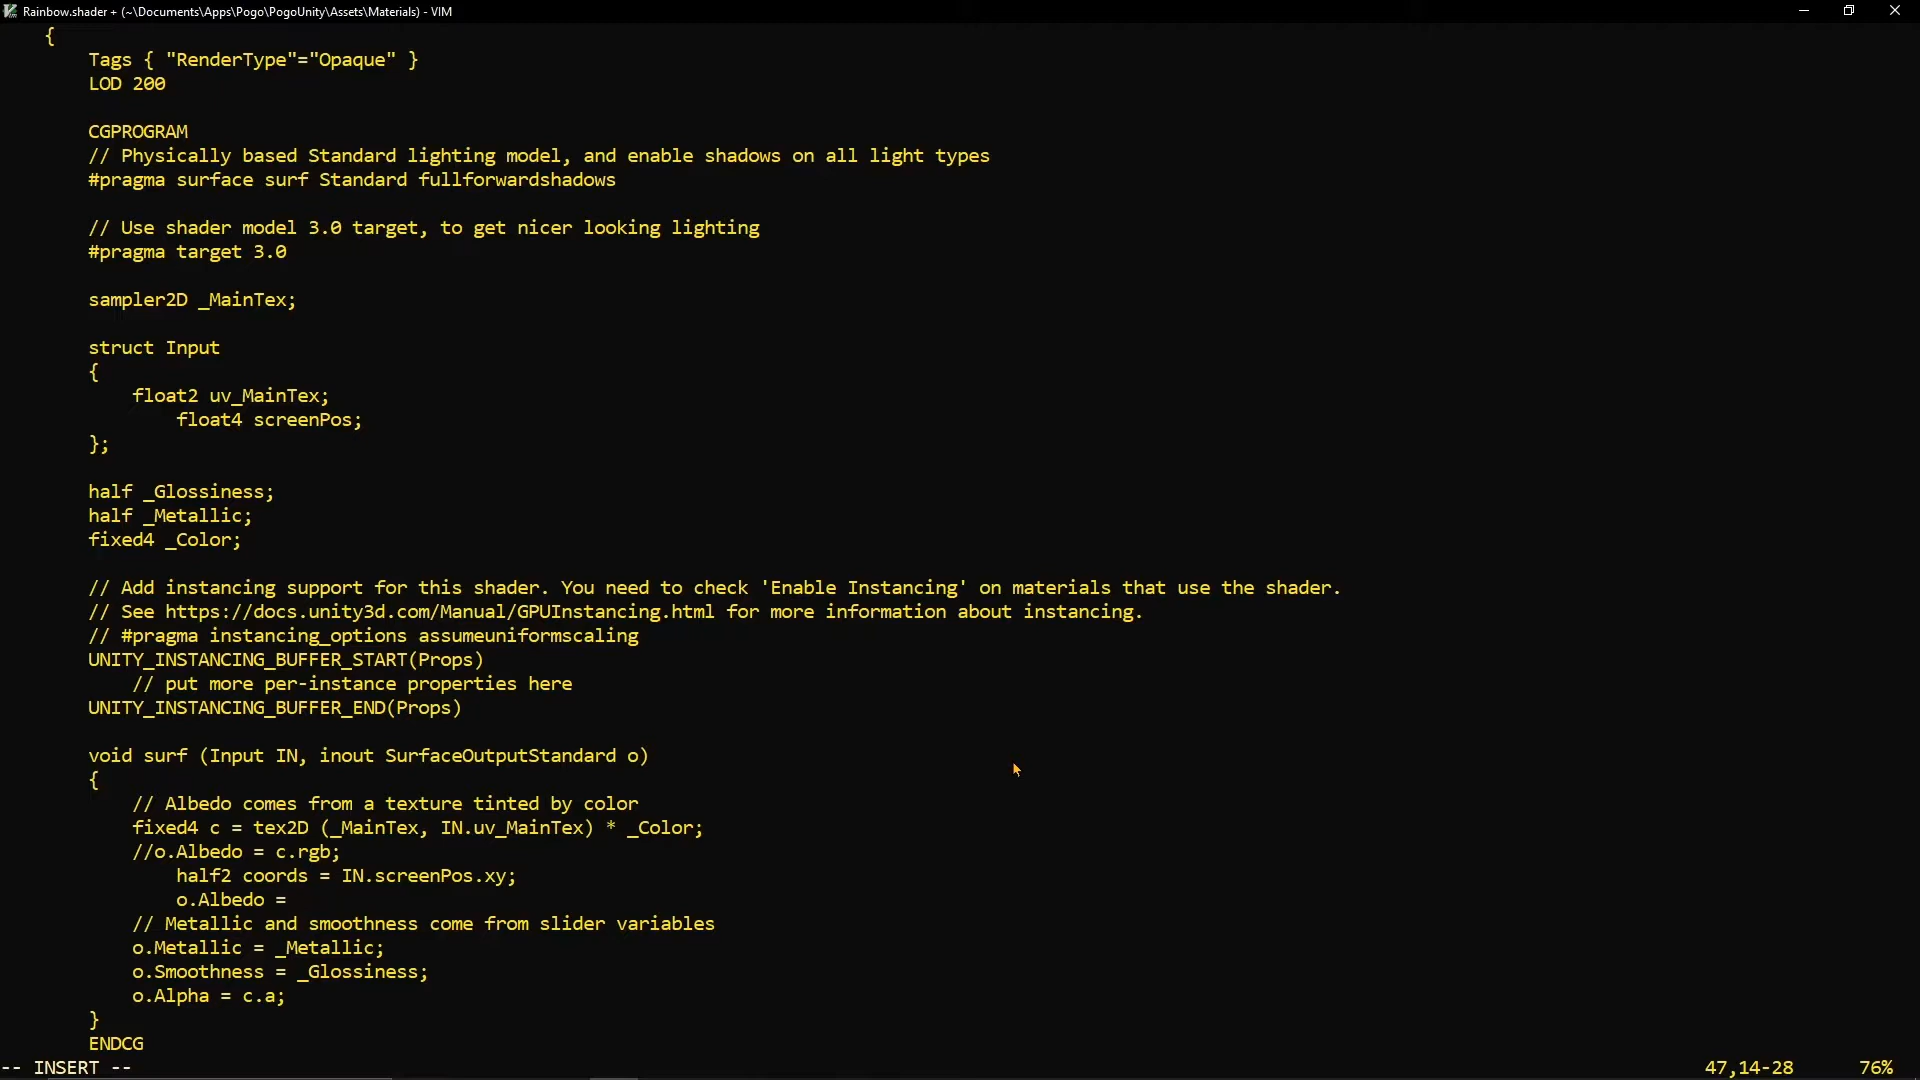 Rainbow.shader + (~\Documents\Apps\Pogo\PogoUnity\Assets\Materials) - VIM
{
Tags { "RenderType"="Opaque" }
LOD 200
CGPROGRAM
// Physically based Standard lighting model, and enable shadows on all light types
#pragma surface surf Standard fullforwardshadows
// Use shader model 3.0 target, to get nicer looking lighting
#pragma target 3.0
sampler2D _MainTex;
struct Input
{
float2 uv_MainTex;
float4 screenPos;
};
half _Glossiness;
half _Metallic;
fixed4 _Color;
// Add instancing support for this shader. You need to check 'Enable Instancing' on materials that use the shader.
// See https://docs.unity3d.com/Manual/GPUInstancing.html for more information about instancing.
// #pragma instancing_options assumeuniformscaling
UNITY_INSTANCING_BUFFER_START(Props)
// put more per-instance properties here
UNITY_INSTANCING_BUFFER_END(Props)
void surf (Input IN, inout SurfaceOutputStandard o)
{
// Albedo comes from a texture tinted by color
fixed4 c = tex2D (_MainTex, IN.uv_MainTex) * _Color;
//o.Albedo = c.rgb;
half2 coords = IN.screenPos.xy;
o.Albedo =
// Metallic and smoothness come from slider variables
o.Metallic = _Metallic;
o.Smoothness = _Glossiness;
o.Alpha = c.a;
}
ENDCG
-- INSERT -- 47,14-28 76%